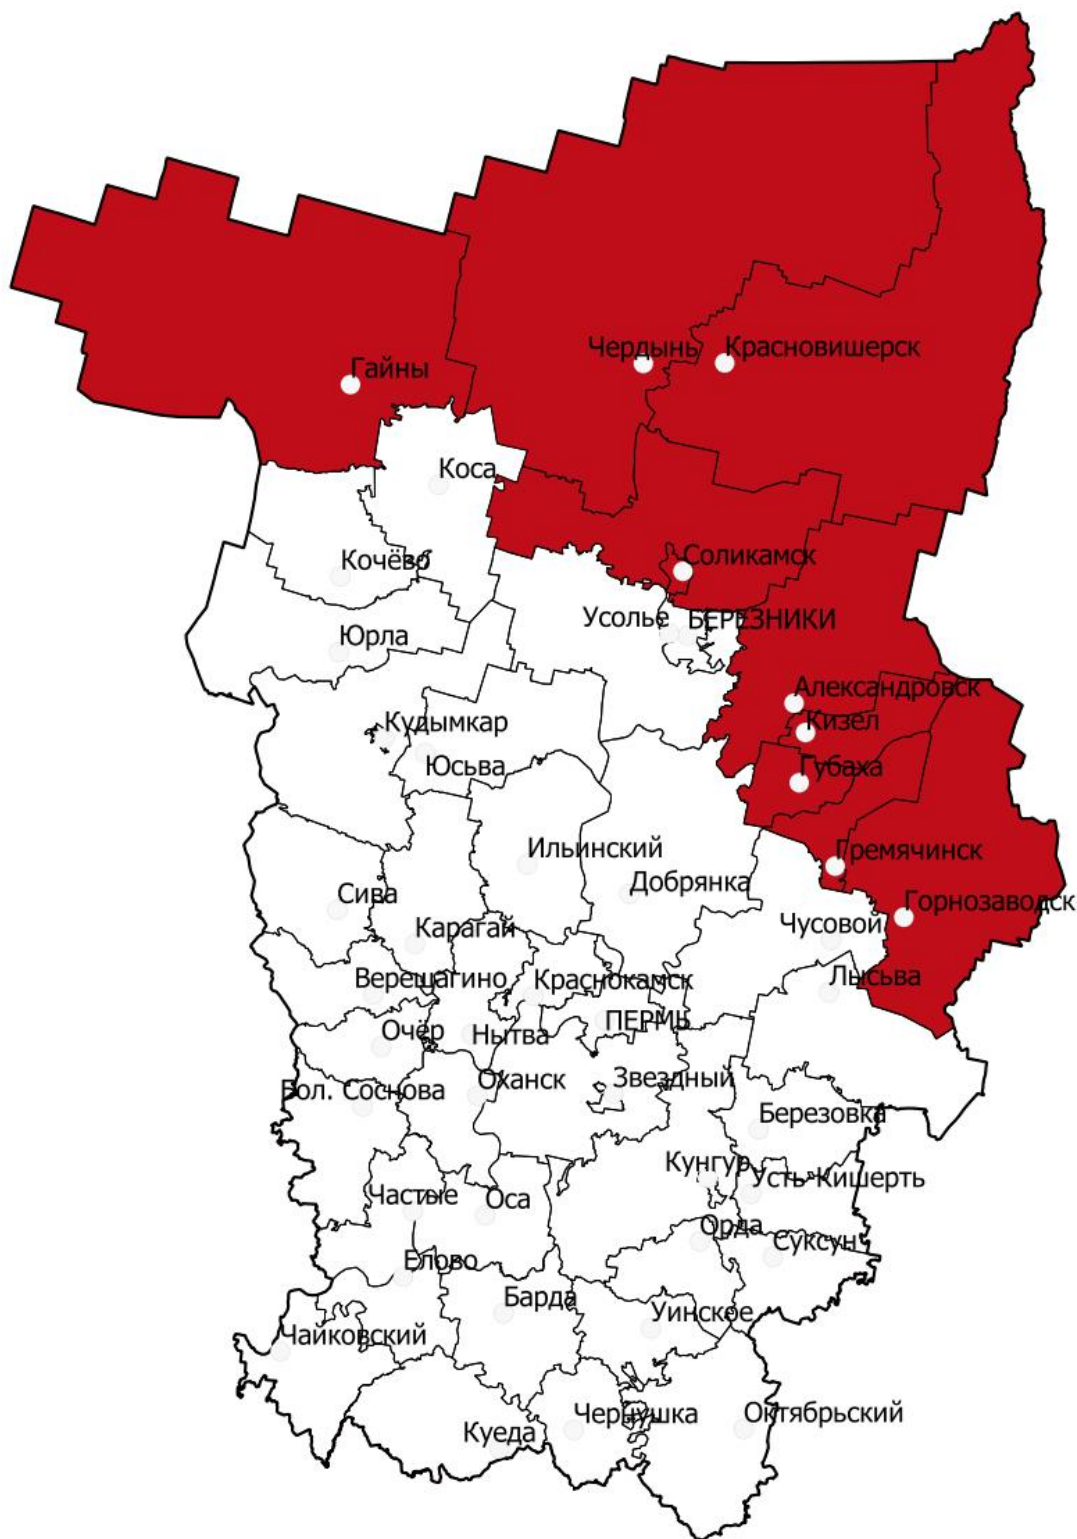 Чердынь
Красновишерск
Гайны
Коса
Кочёво
Соликамск
Усолье
БЕРЕЗНИКИ
Юрла
Александровск
Кудымкар
Кизел
Юсьва
Губаха
Ильинский
Гремячинск
Добрянка
Сива
Горнозаводск
Карагай
Чусовой
Верещагино
Краснокамск
Лысьва
Очёр
Нытва
ПЕРМЬ
Бол. Соснова
Оханск
Звездный
Березовка
Кунгур
Усть-Кишерть
Частые
Оса
Орда
Суксун
Елово
Барда
Уинское
Чайковский
Чернушка
Октябрьский
Куеда